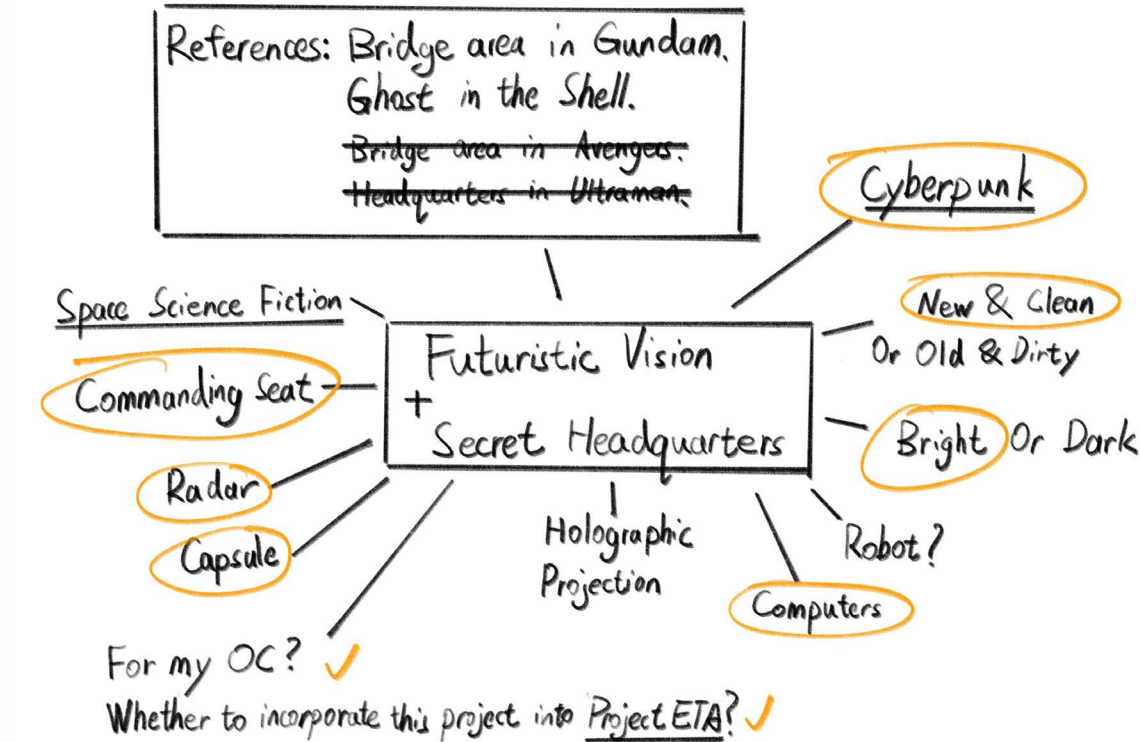 References: Bridge area in Gundam.
Ghost in the Shell.
Bridge area in Avengers.
Headquarters in Ultraman.
Cyberpunk
Space Science Fiction
New & Clean
Or Old & Dirty
Futuristic Vision
+
Secret Headquarters
Commanding Seat
Bright Or Dark
Radar
Capsule
Holographic
Projection
Robot?
Computers
For my OC? ✓
Whether to incorporate this project into Project ETA? ✓